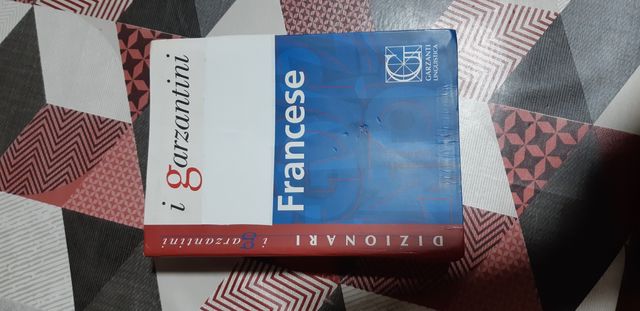 i garzantini
Francese
GARZANTI
LINGUISTICA
DIZIONARI
i garzantini